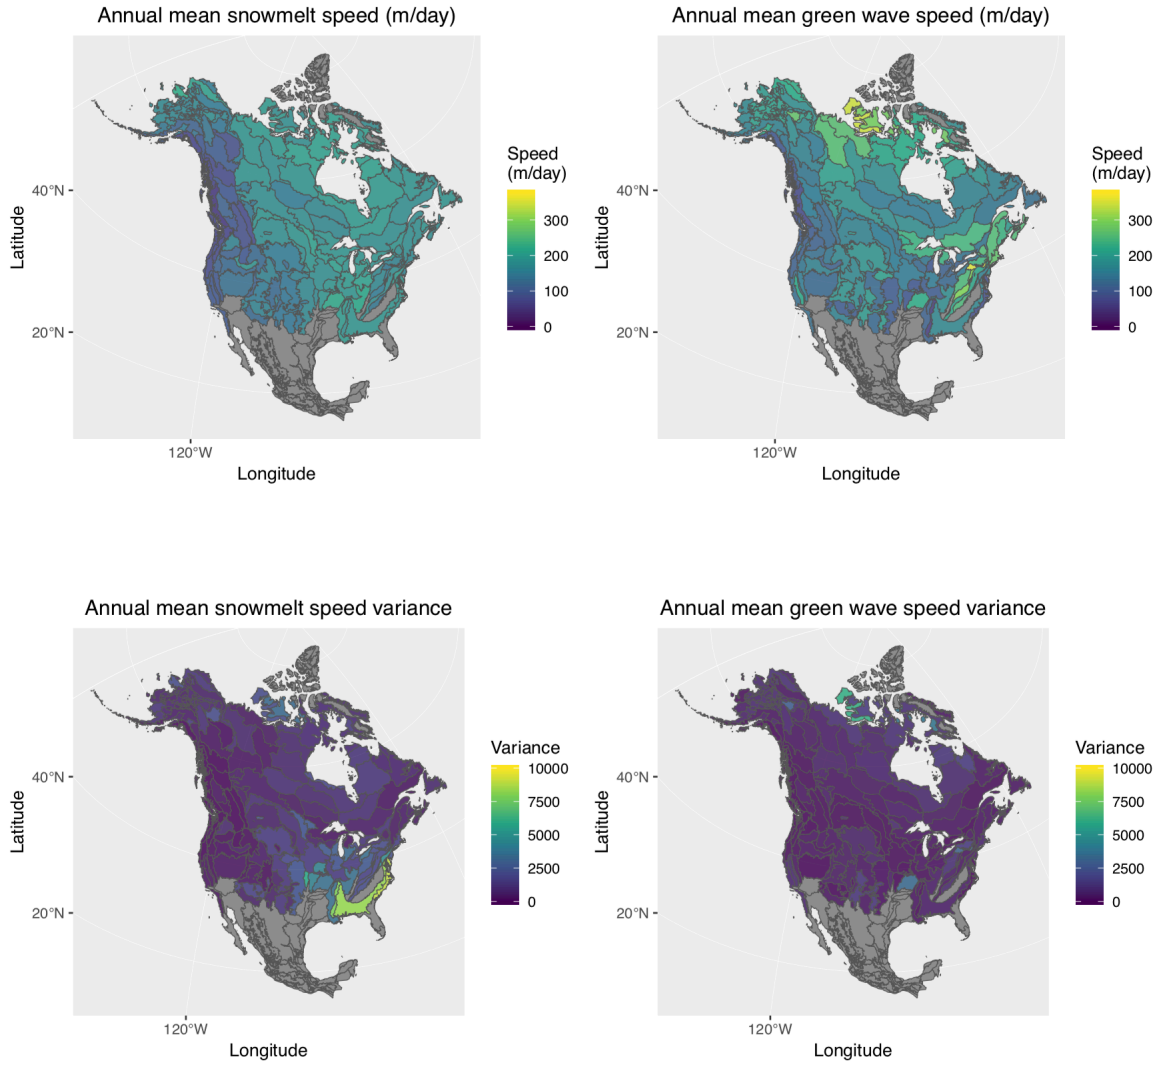 Annual mean snowmelt speed (m/day)
Latitude
40°N
20°N
120°W
Longitude
Speed
(m/day)
300
200
100
0
Annual mean green wave speed (m/day)
Latitude
40°N
20°N
120°W
Longitude
Speed
(m/day)
300
200
100
0
Annual mean snowmelt speed variance
Latitude
40°N
20°N
120°W
Longitude
Variance
10000
7500
5000
2500
0
Annual mean green wave speed variance
Latitude
40°N
20°N
120°W
Longitude
Variance
10000
7500
5000
2500
0